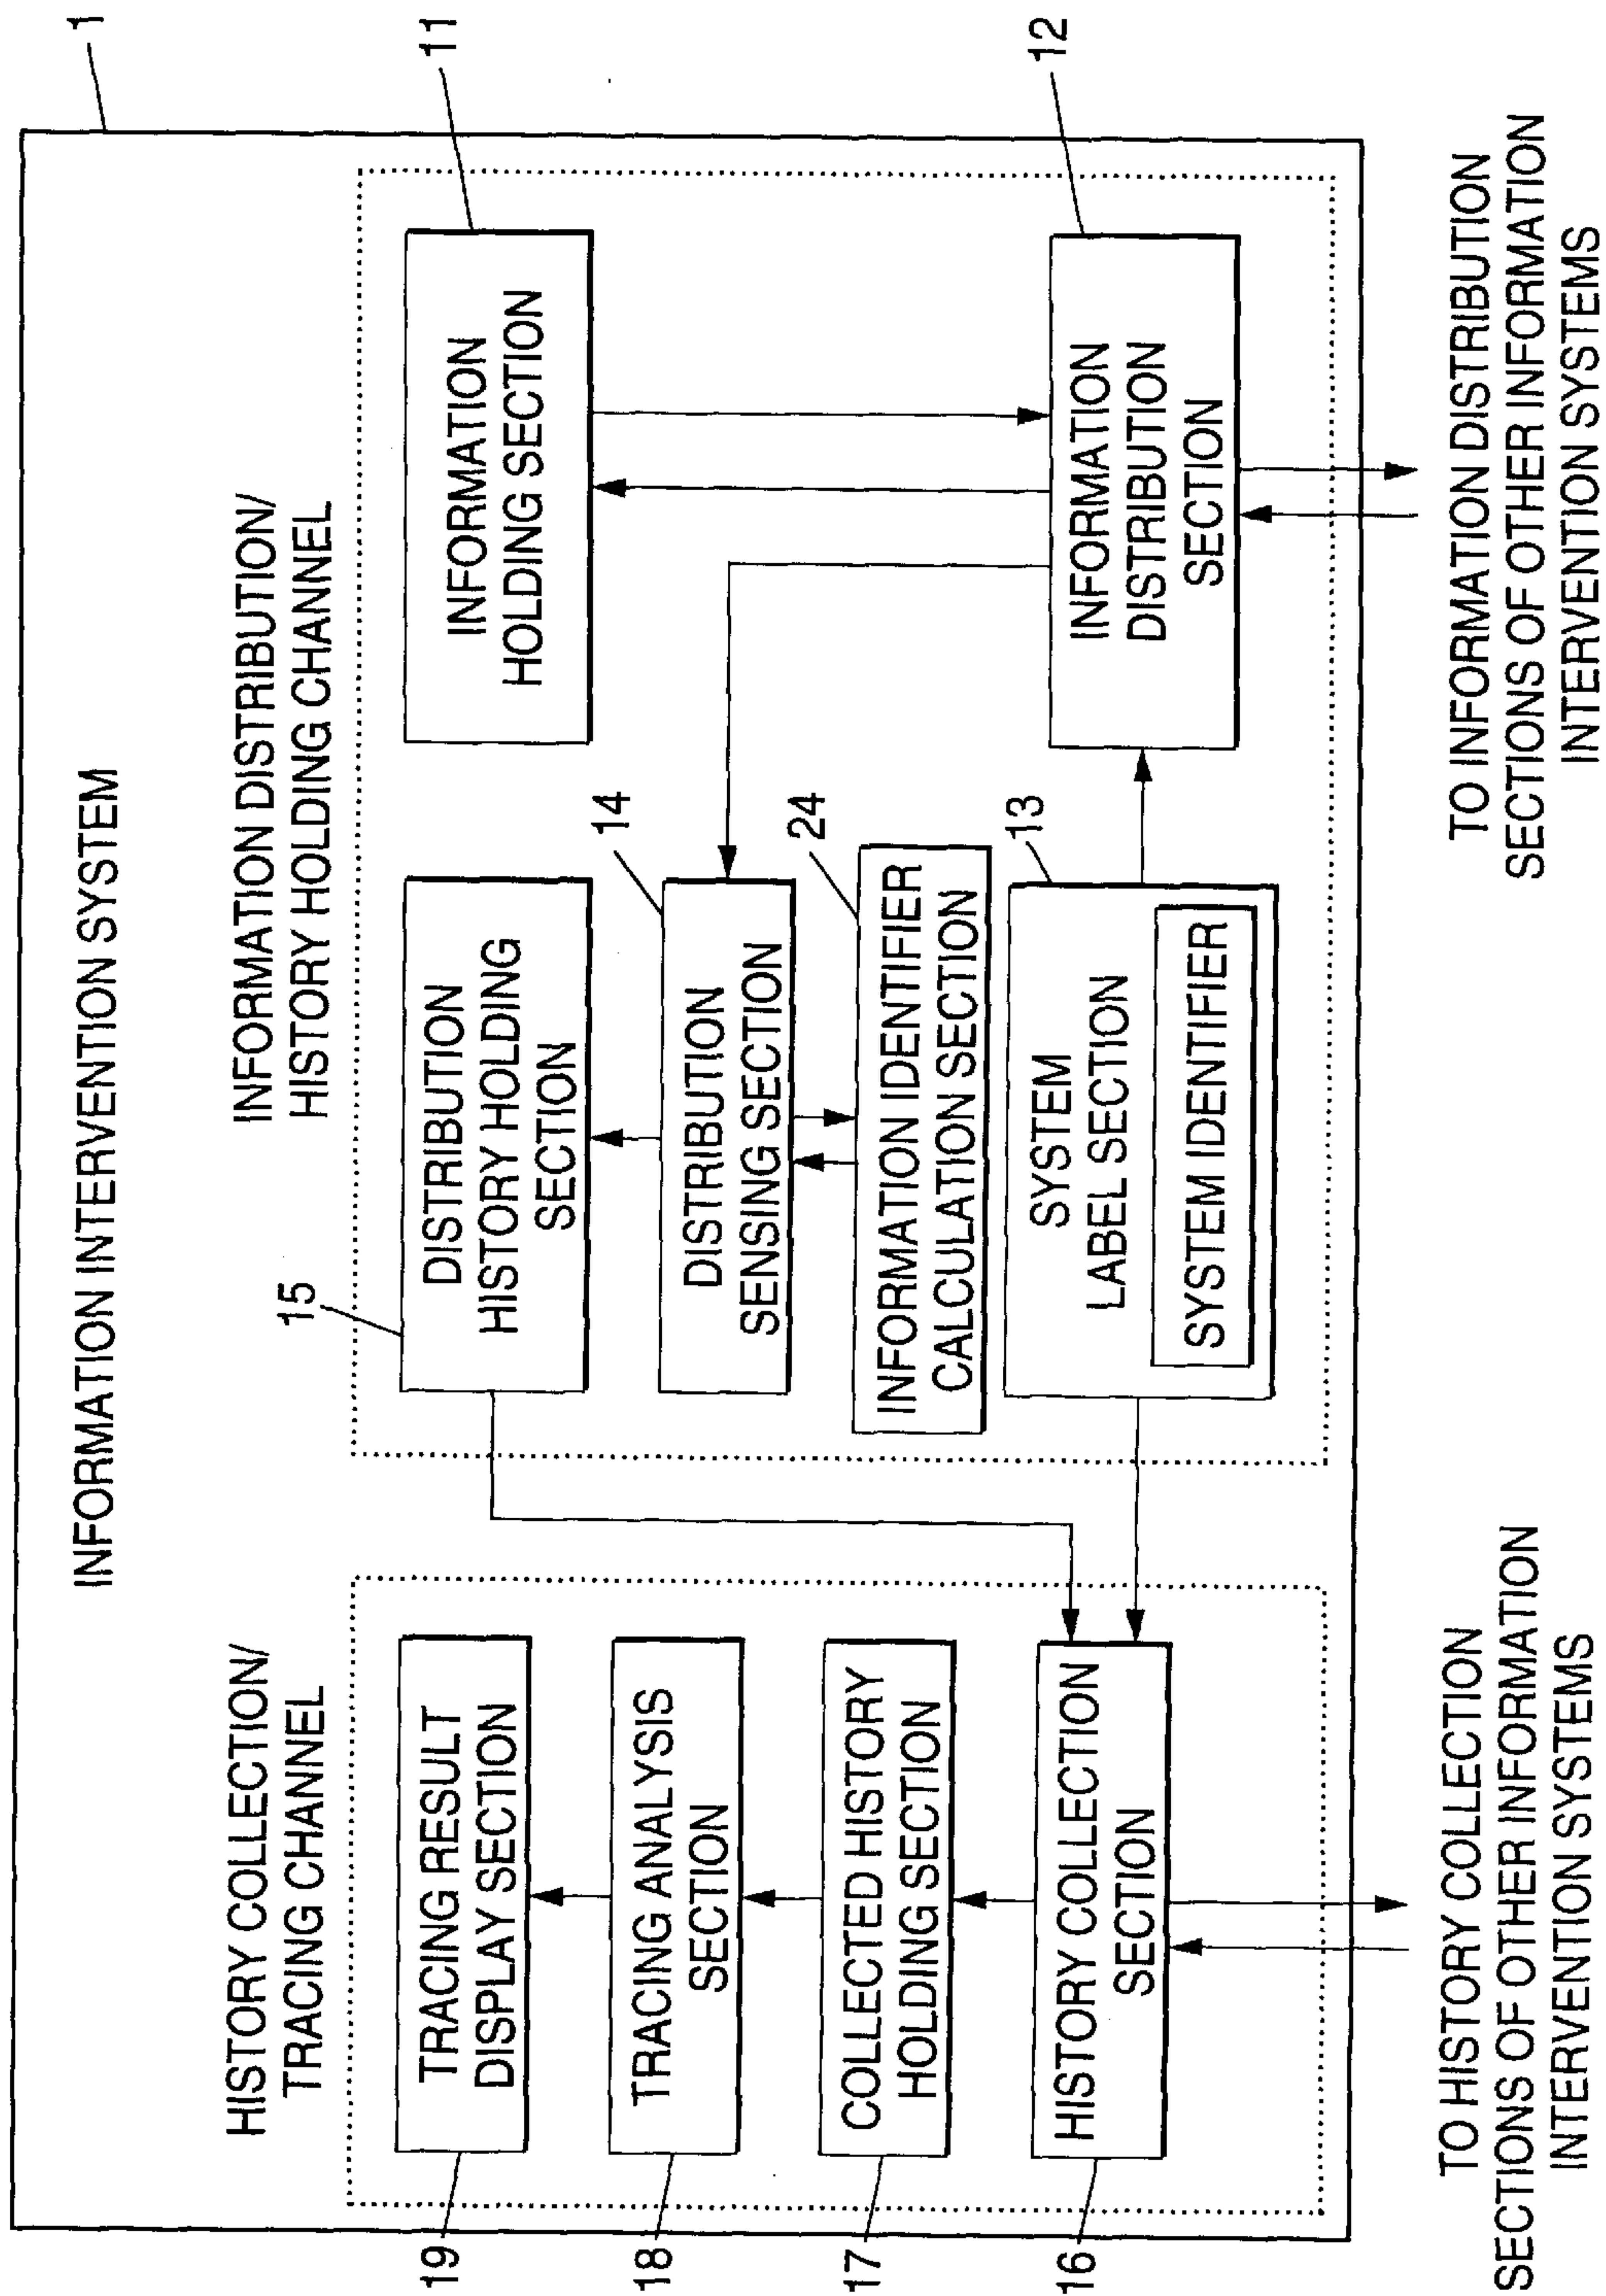 INFORMATION INTERVENTION SYSTEM
1
HISTORY COLLECTION/
TRACING CHANNEL
19
TRACING RESULT
DISPLAY SECTION
18
TRACING ANALYSIS
SECTION
17
COLLECTED HISTORY
HOLDING SECTION
16
HISTORY COLLECTION
SECTION
TO HISTORY COLLECTION
SECTIONS OF OTHER INFORMATION
INTERVENTION SYSTEMS
INFORMATION DISTRIBUTION/
HISTORY HOLDING CHANNEL
15
DISTRIBUTION
HISTORY HOLDING
SECTION
14
DISTRIBUTION
SENSING SECTION
24
INFORMATION IDENTIFIER
CALCULATION SECTION
13
SYSTEM
LABEL SECTION
SYSTEM IDENTIFIER
11
INFORMATION
HOLDING SECTION
12
INFORMATION
DISTRIBUTION
SECTION
TO INFORMATION DISTRIBUTION
SECTIONS OF OTHER INFORMATION
INTERVENTION SYSTEMS